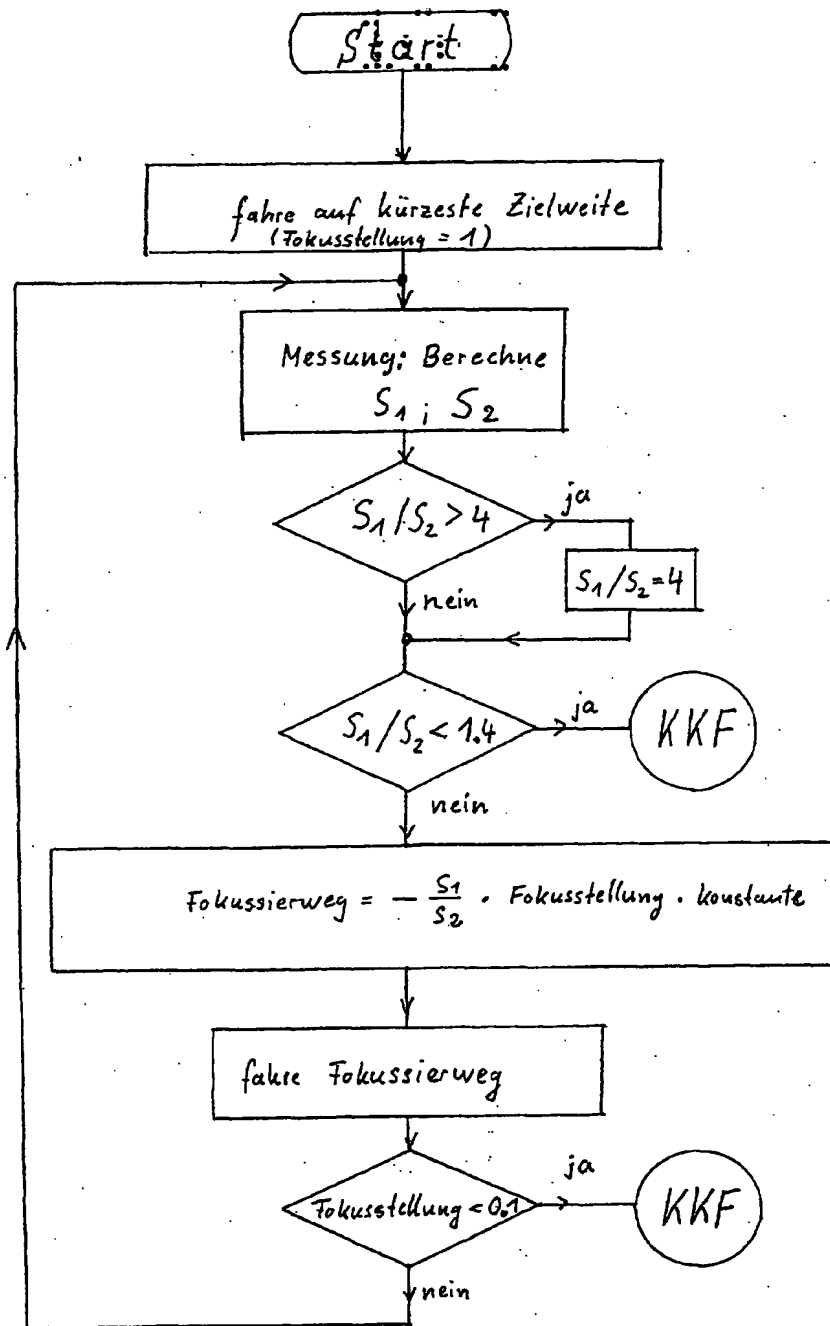 Start
fahre auf kürzeste Zielweite
(Fokusstellung = 1)
Messung: Berechne
S1 ; S2
S1 / S2 > 4
ja
S1 / S2 = 4
nein
S1 / S2 < 1.4
ja
KKF
nein
Fokussierweg = - S1/S2 · Fokusstellung · konstante
fahre Fokussierweg
Fokusstellung < 0.1
ja
KKF
nein